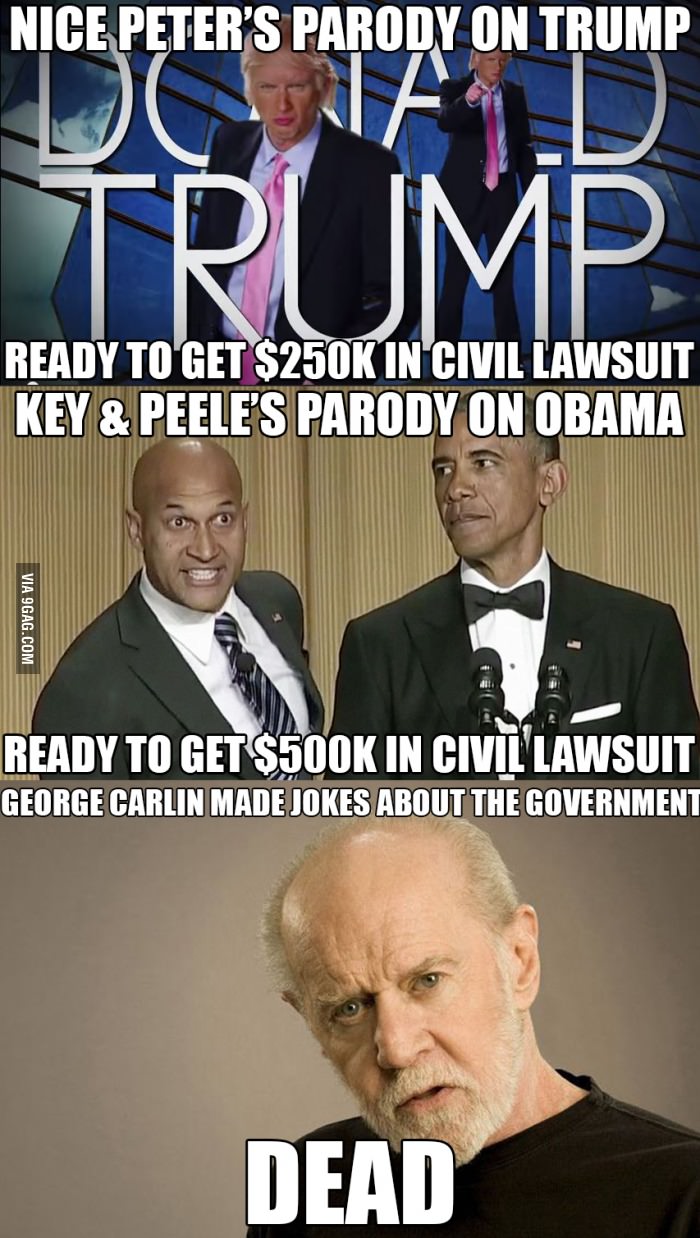 NICE PETER'S PARODY ON TRUMP
DONALD
TRUMP
READY TO GET $250K IN CIVIL LAWSUIT
KEY & PEELE'S PARODY ON OBAMA
VIA 9GAG.COM
READY TO GET $500K IN CIVIL LAWSUIT
GEORGE CARLIN MADE JOKES ABOUT THE GOVERNMENT
DEAD